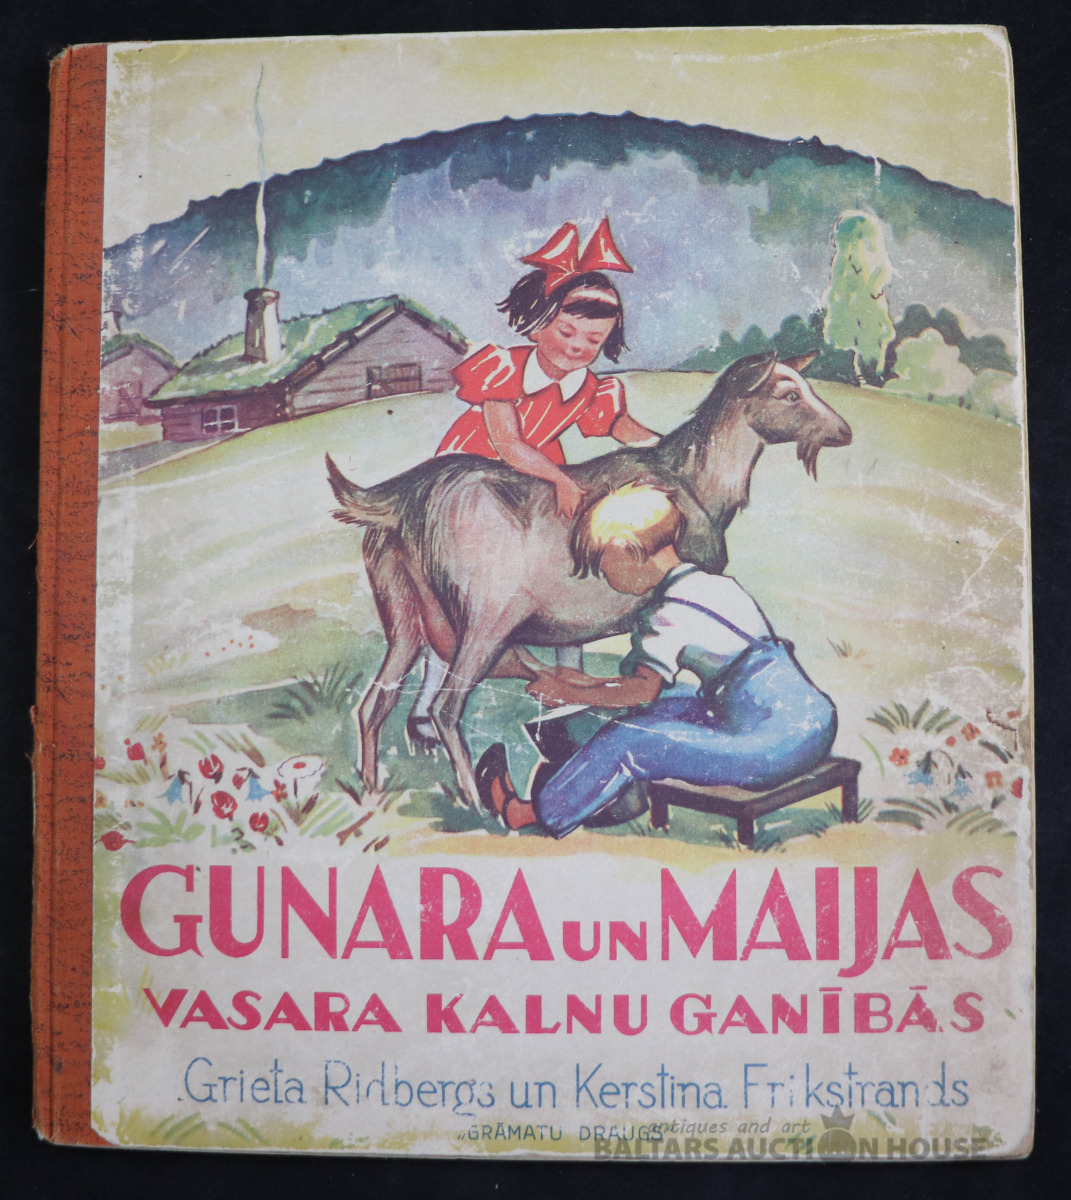 GUNARA UN MAIJAS
VASARA KALNU GANĪBĀS
Grieta Ridbergs un Kerstina Frikstrands
„GRĀMATU DRAUGS"
antiques and art
BALTARS AUCTION HOUSE